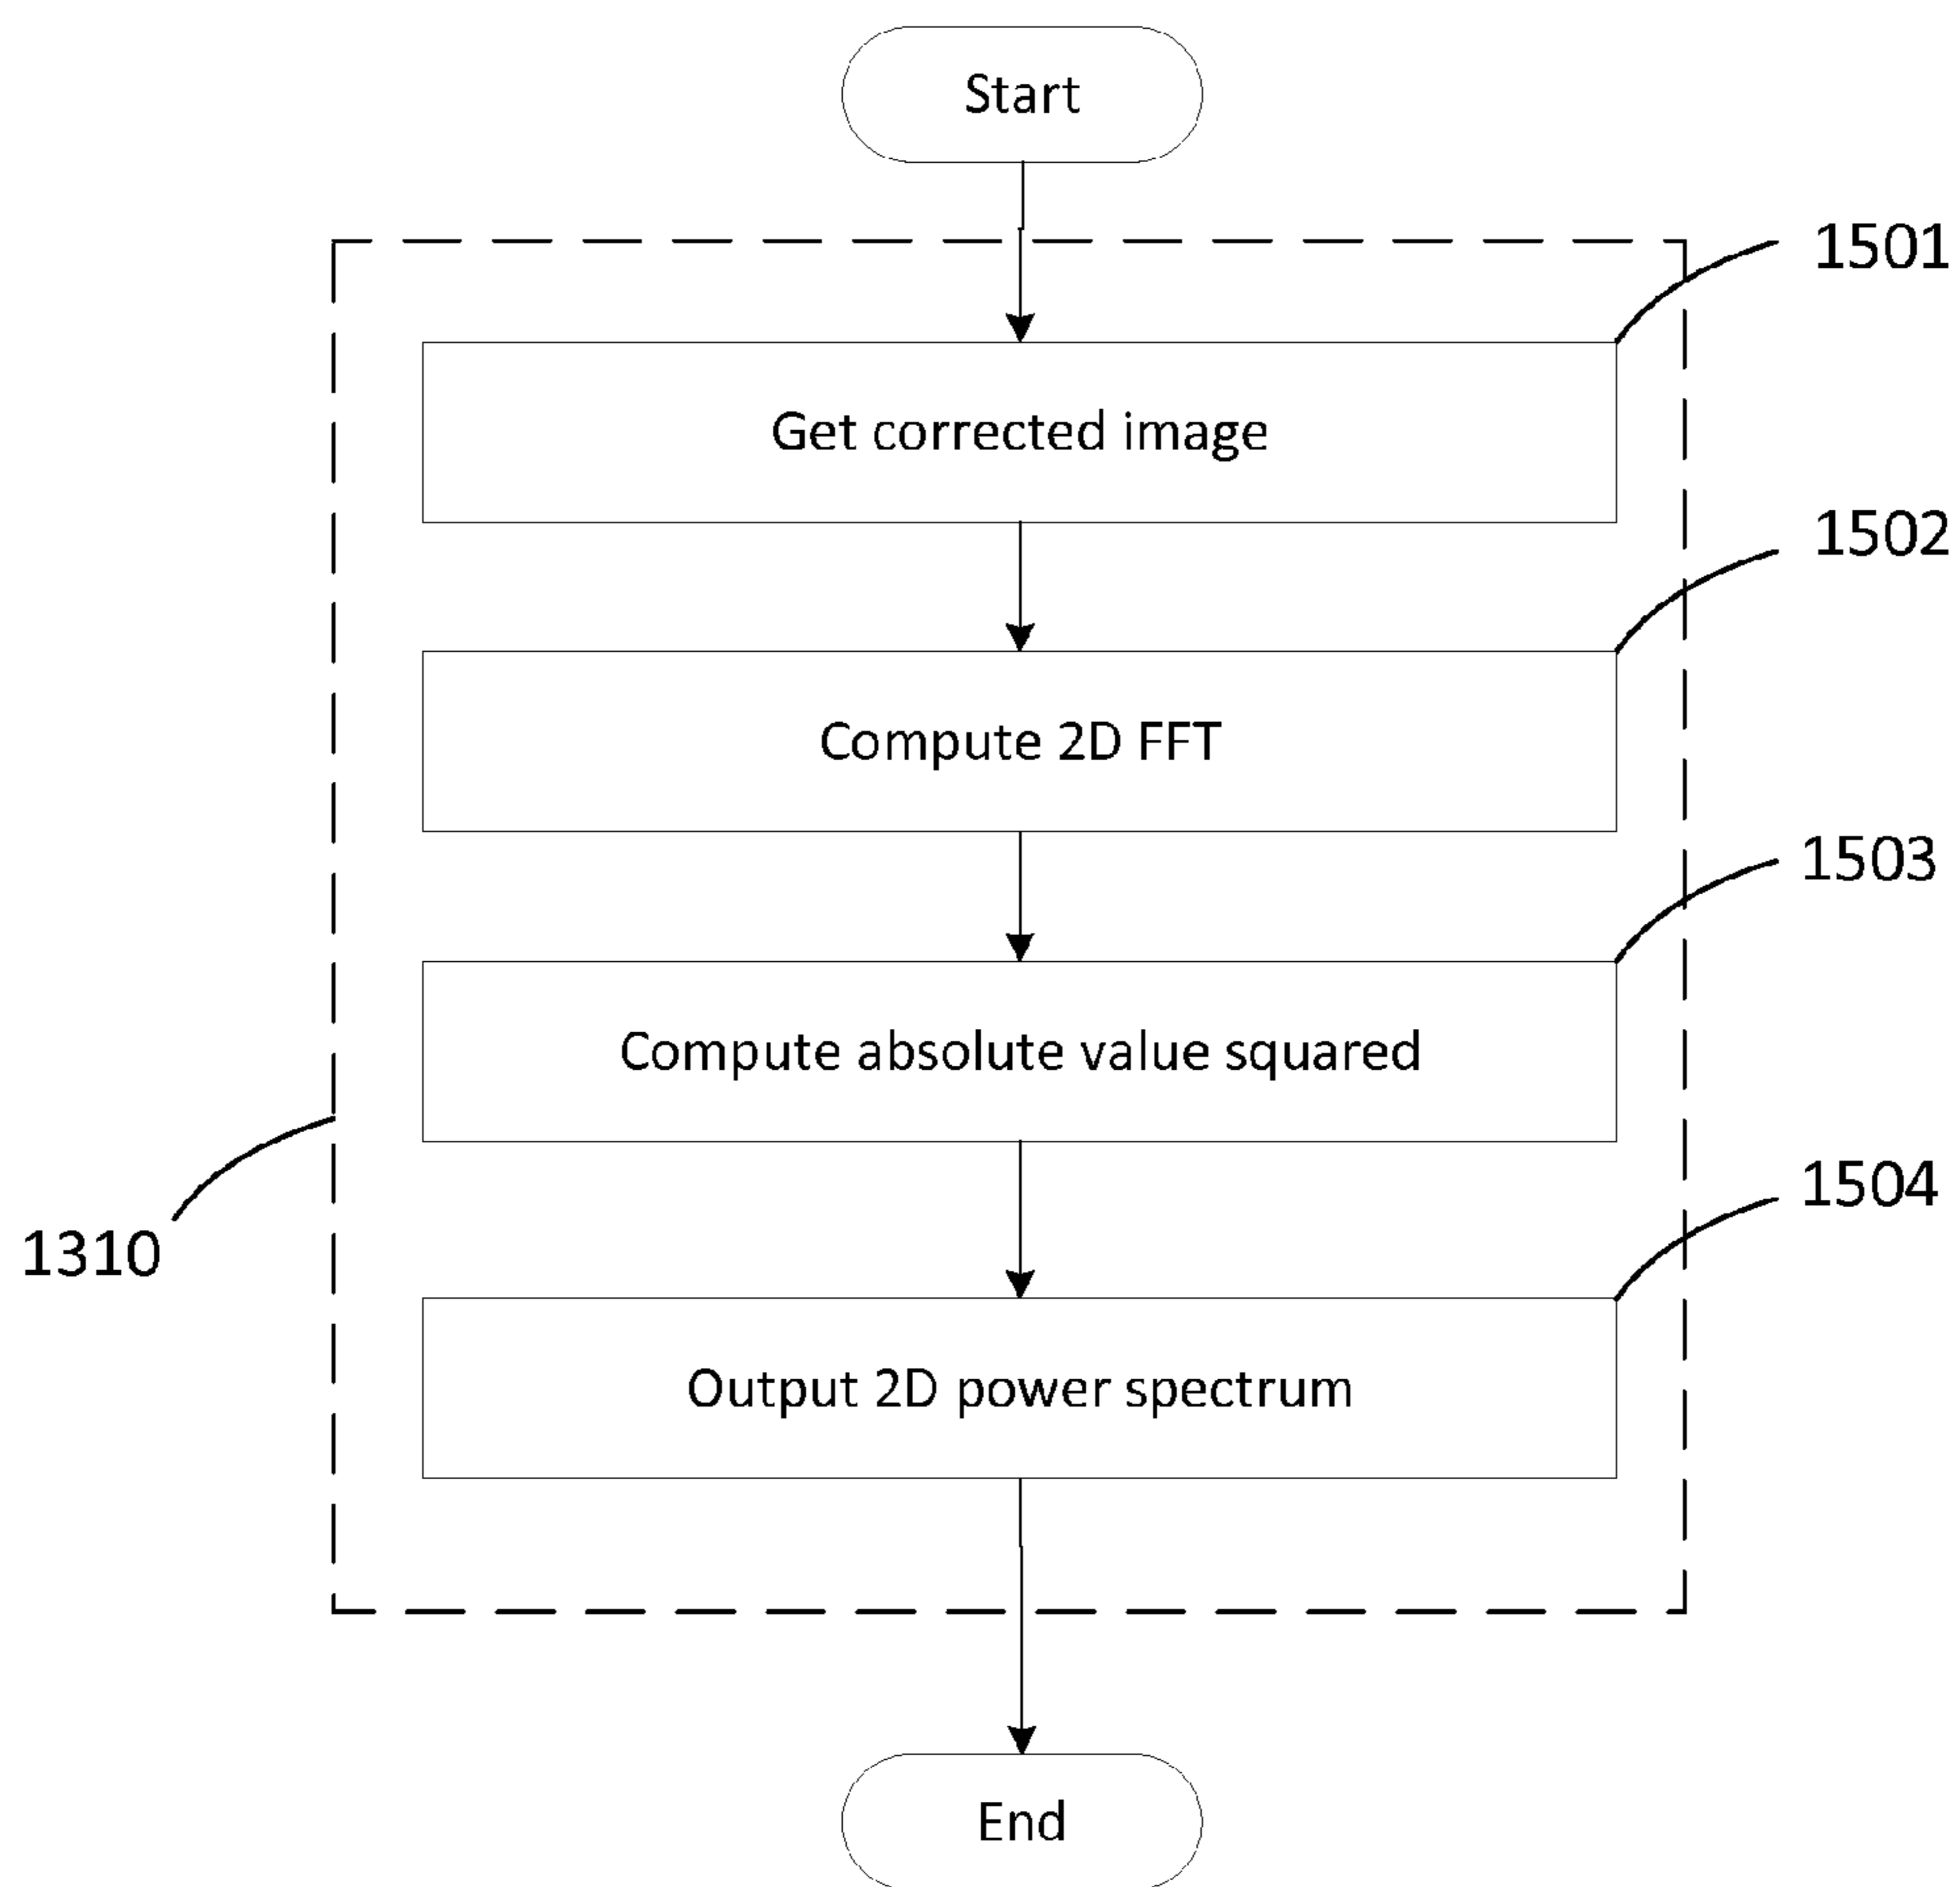 Start
1501
Get corrected image
1502
Compute 2D FFT
1503
Compute absolute value squared
1504
1310
Output 2D power spectrum
End